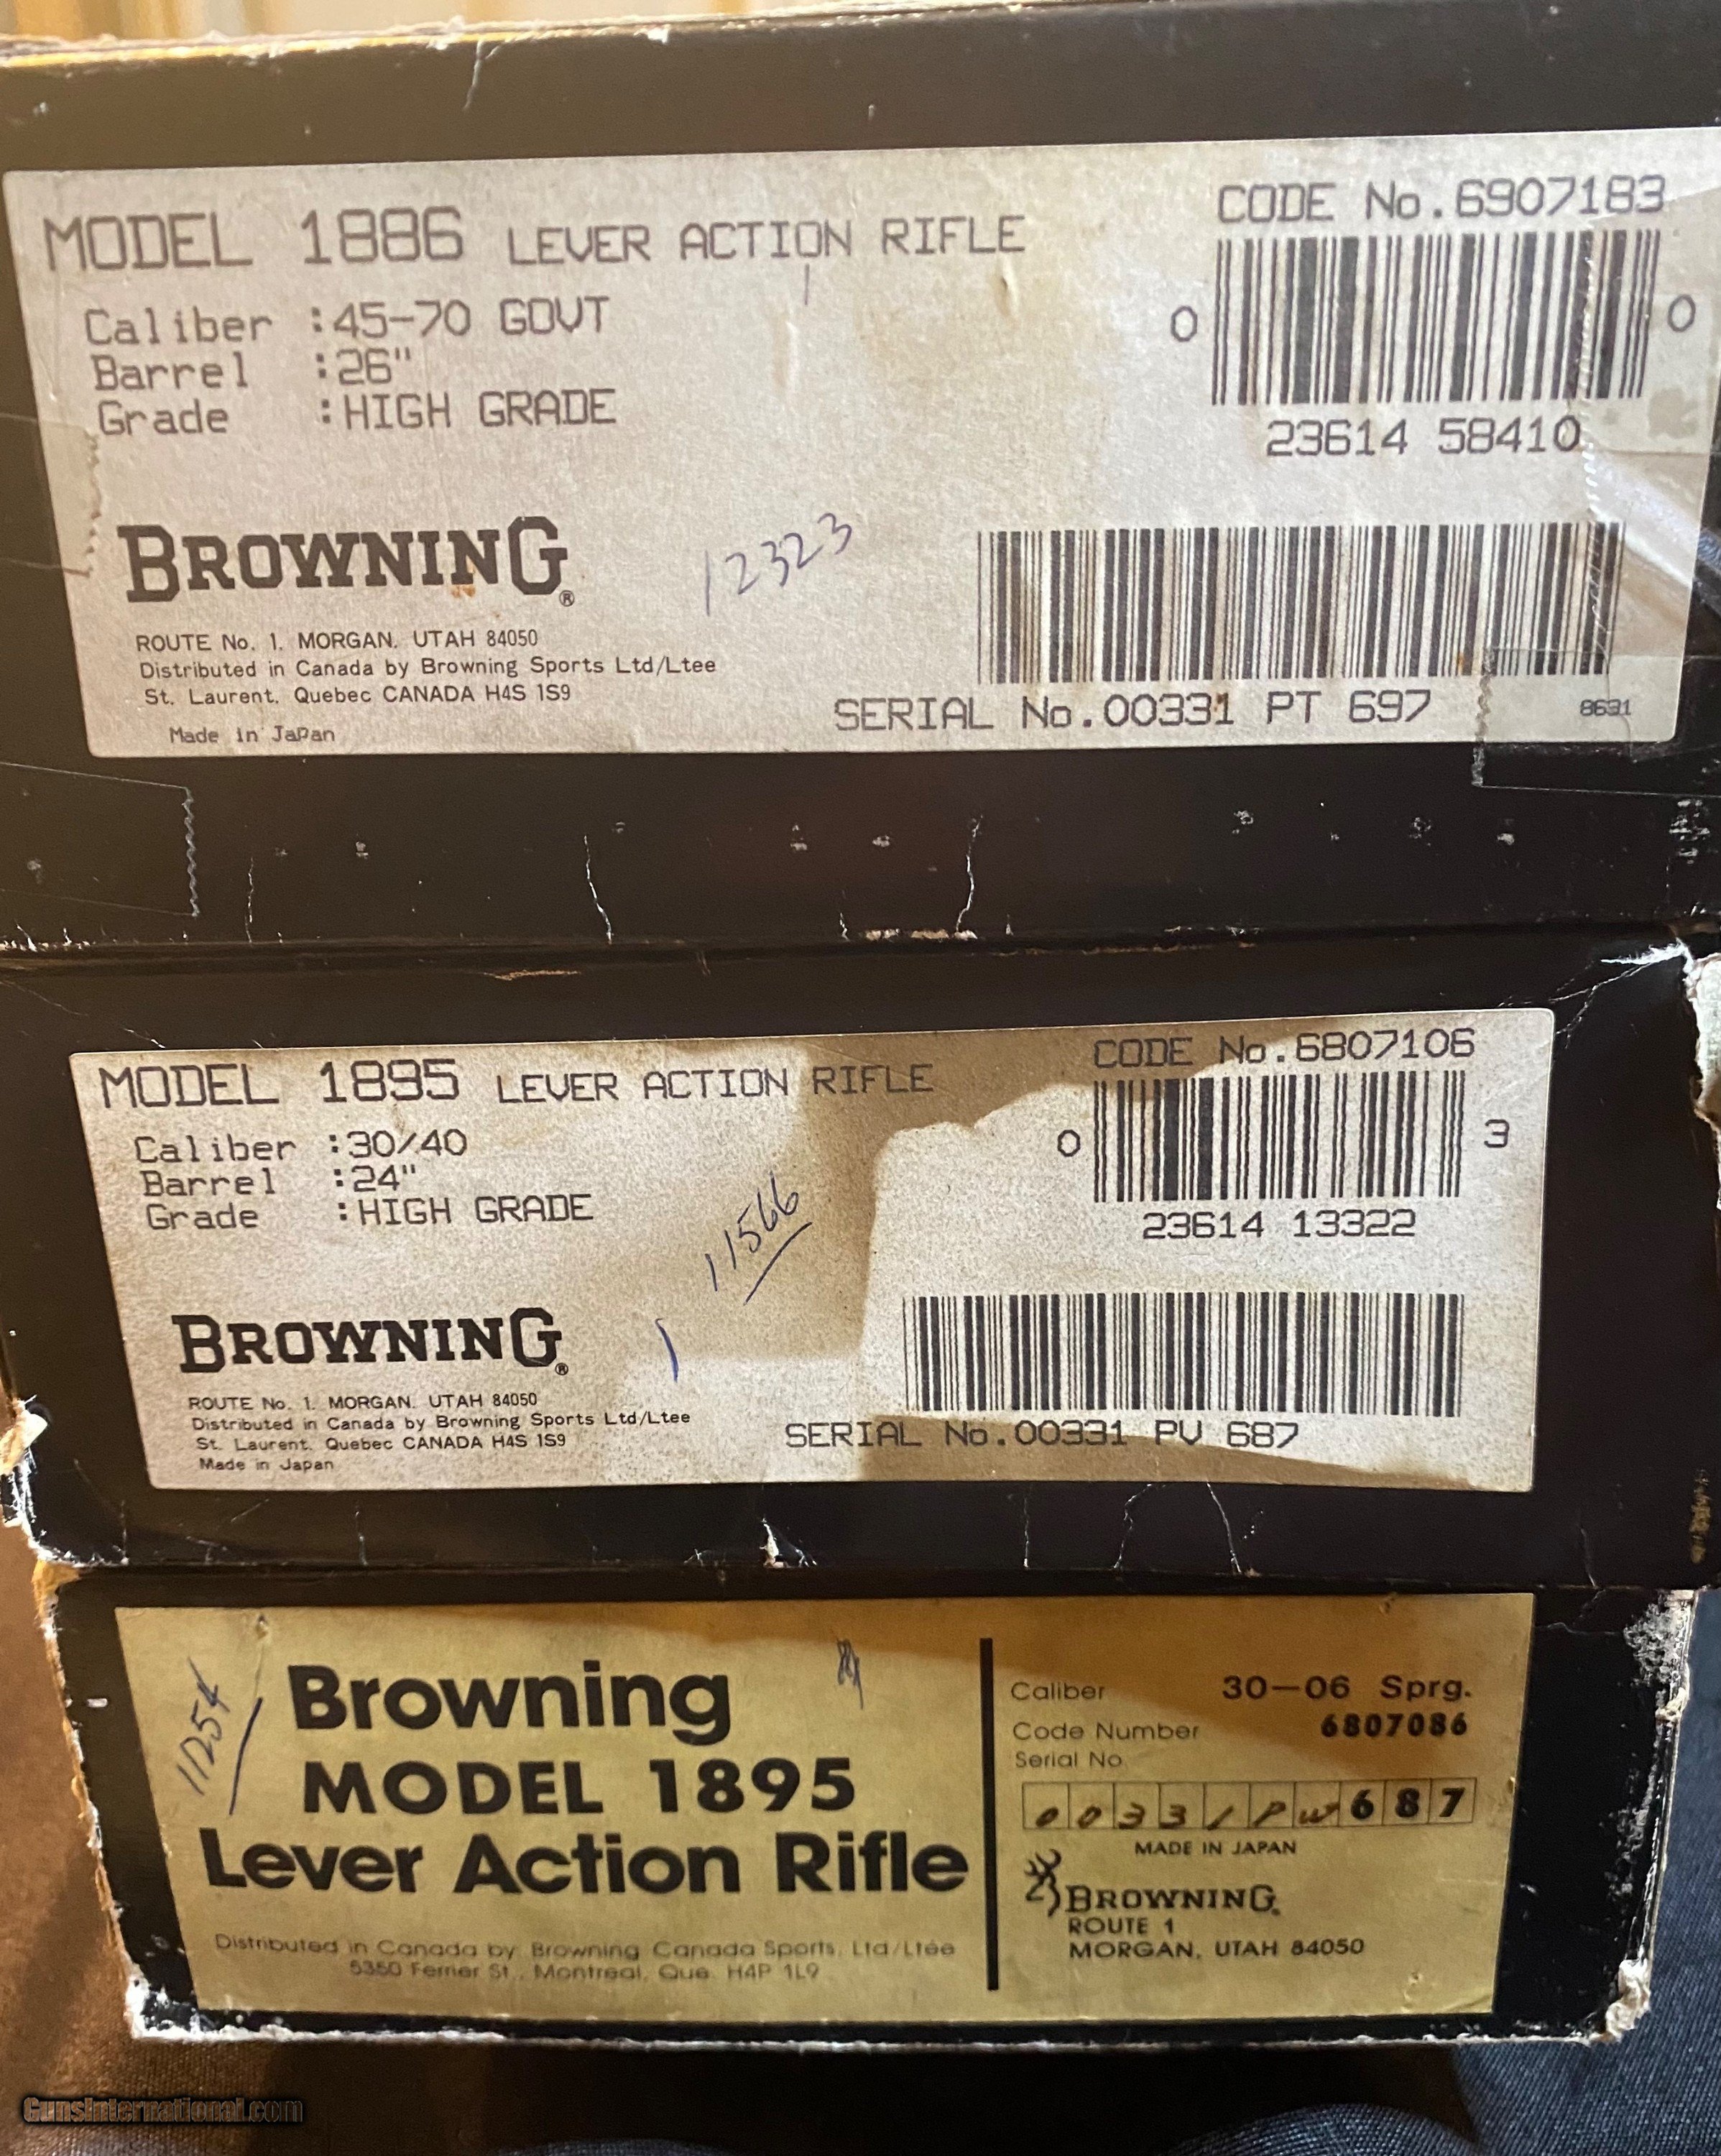 MODEL 1886 LEVER ACTION RIFLE
CODE No.6907183
Caliber :45-70 GOVT
Barrel :26"
Grade :HIGH GRADE
0 0
23614 58410
BROWNING®
12323
ROUTE No. 1, MORGAN, UTAH 84050
Distributed in Canada by Browning Sports Ltd/Ltee
St. Laurent, Quebec CANADA H4S 1S9
Made in Japan
SERIAL No.00331 PT 697
8631
MODEL 1895 LEVER ACTION RIFLE
CODE No.6807106
Caliber :30/40
Barrel :24"
Grade :HIGH GRADE
0 3
23614 13322
11566
BROWNING®
ROUTE No. 1, MORGAN, UTAH 84050
Distributed in Canada by Browning Sports Ltd/Ltee
St. Laurent, Quebec CANADA H4S 1S9
Made in Japan
SERIAL No.00331 PV 687
11254
Browning
MODEL 1895
Lever Action Rifle
Distributed in Canada by Browning Canada Sports, Ltd/Ltée
5350 Ferrier St., Montreal, Que. H4P 1L9
Caliber 30-06 Sprg.
Code Number 6807086
Serial No.
00331PW687
MADE IN JAPAN
BROWNING
ROUTE 1
MORGAN, UTAH 84050
GunsInternational.com